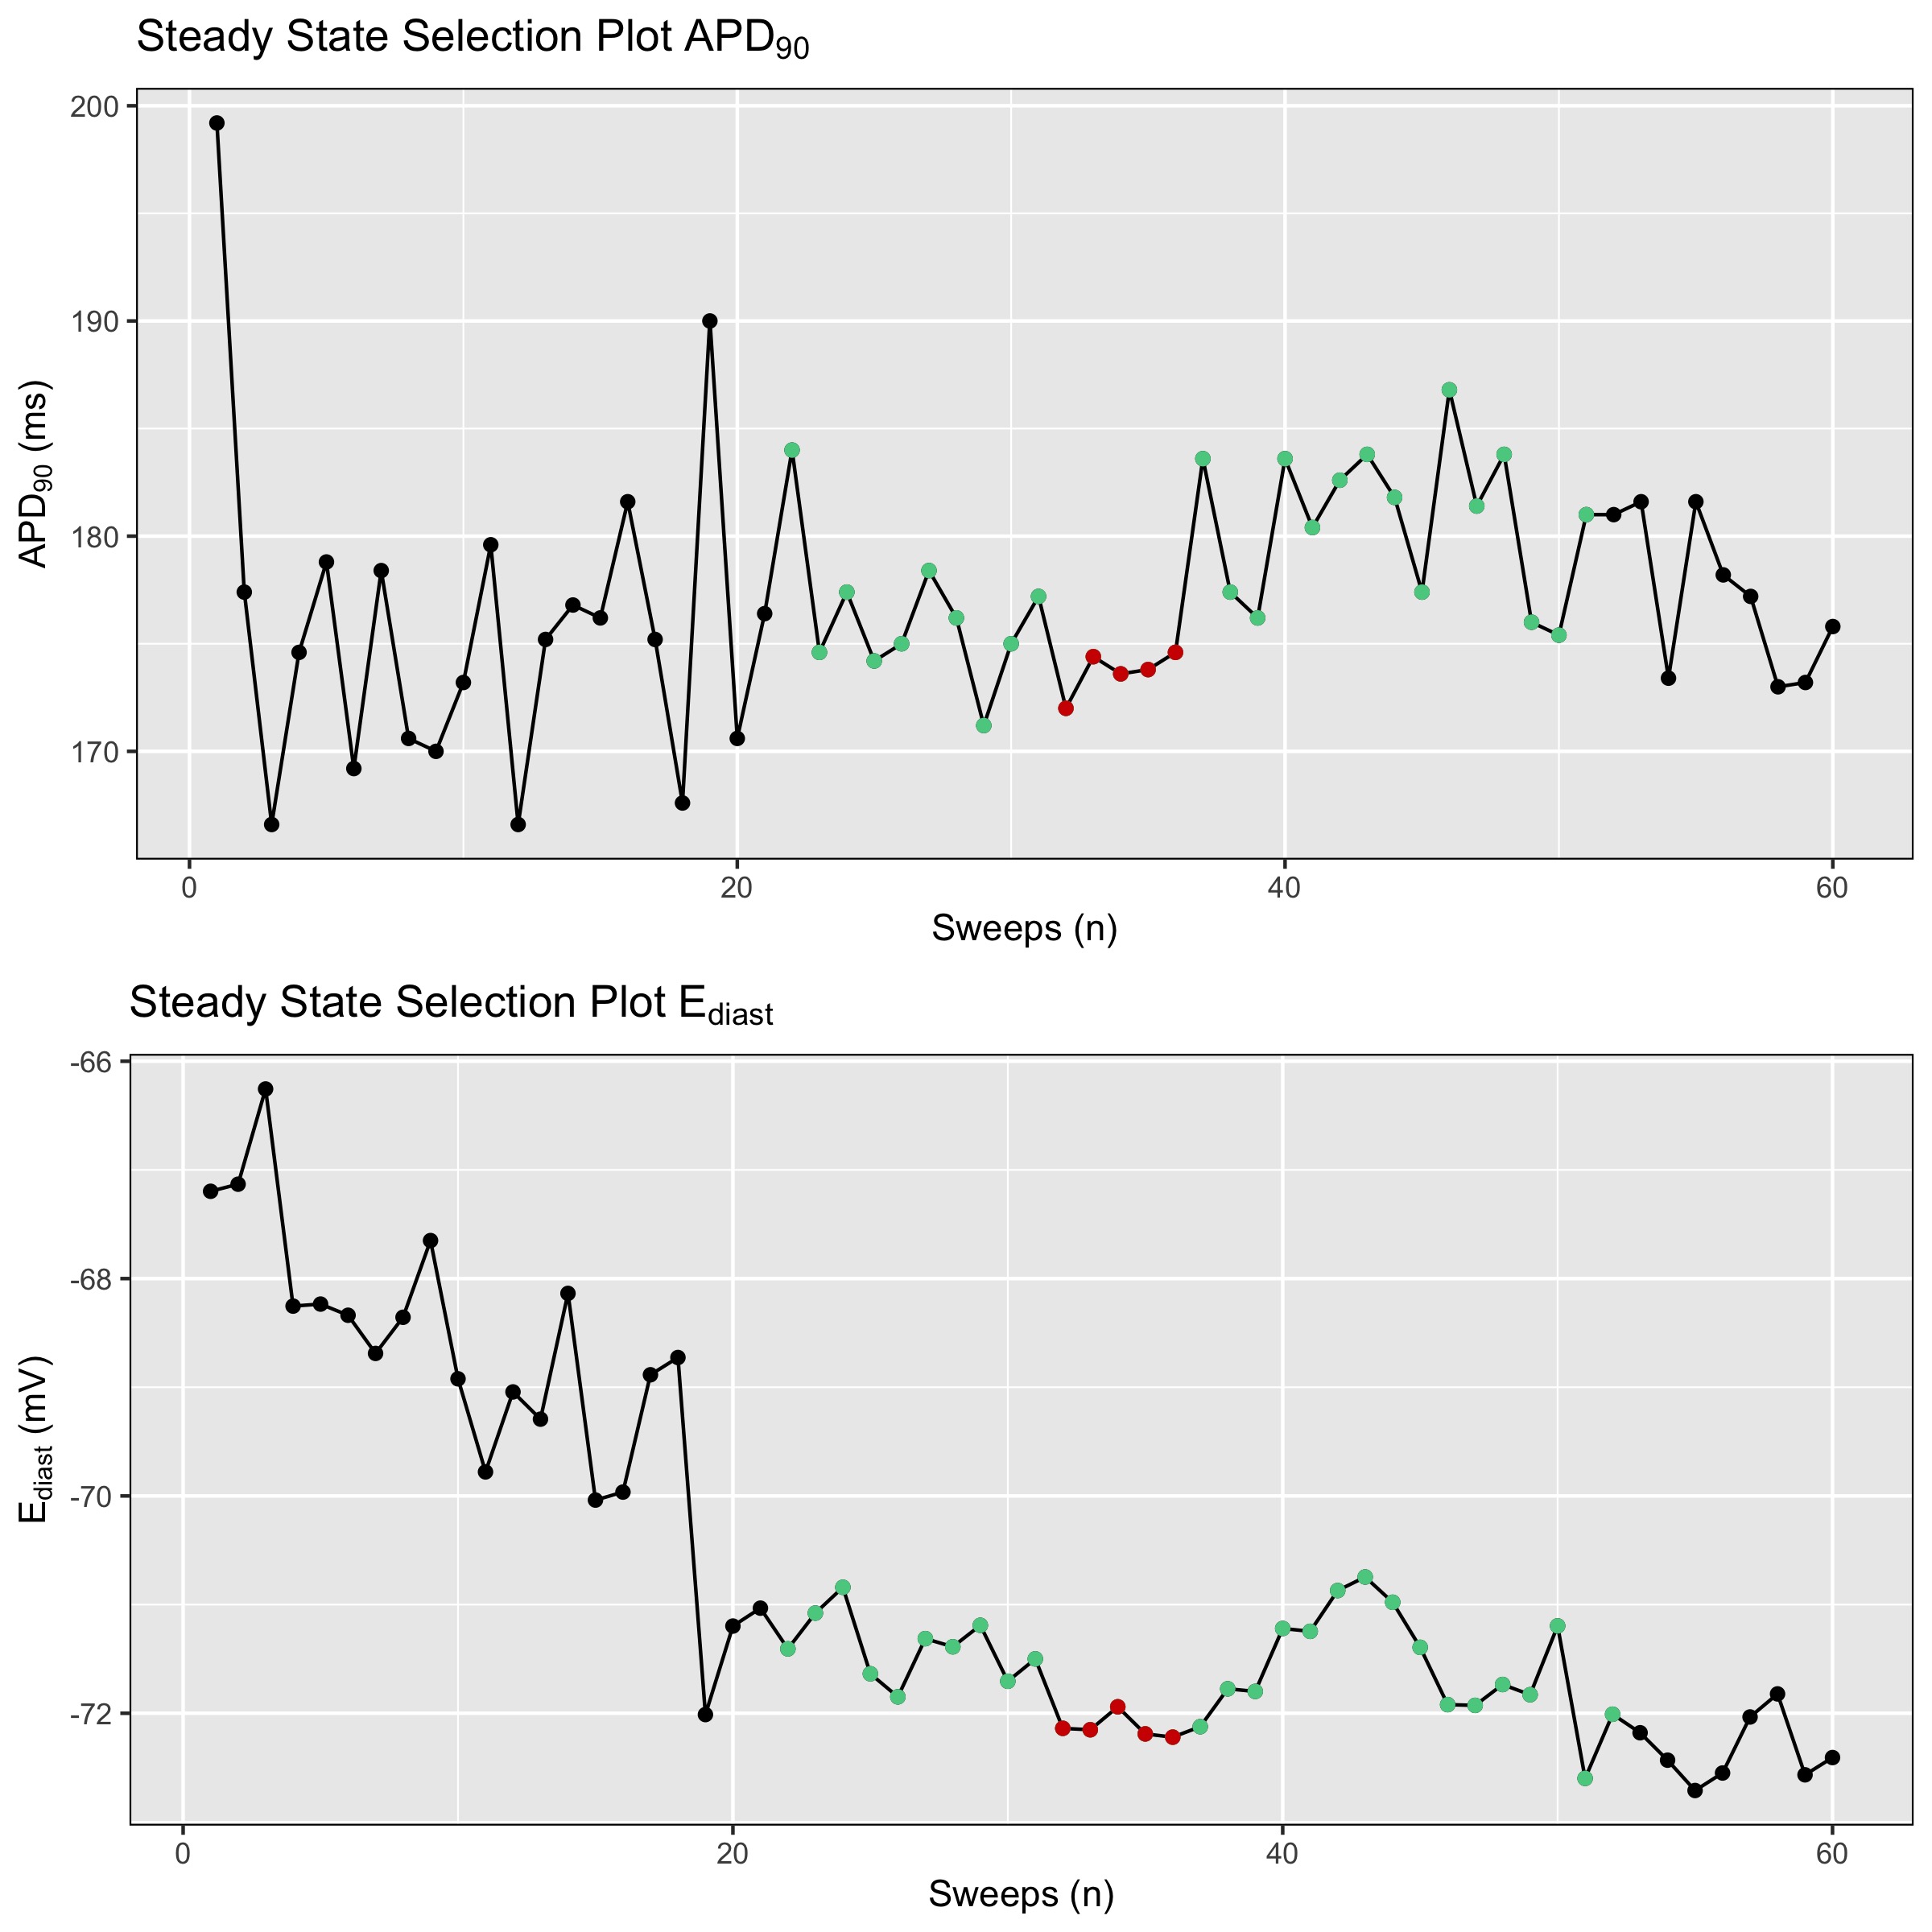 Steady State Selection Plot APD90
200
190
180
170
APD90 (ms)
0 20 40 60
Sweeps (n)
Steady State Selection Plot Ediast
-66
-68
-70
-72
Ediast (mV)
0 20 40 60
Sweeps (n)